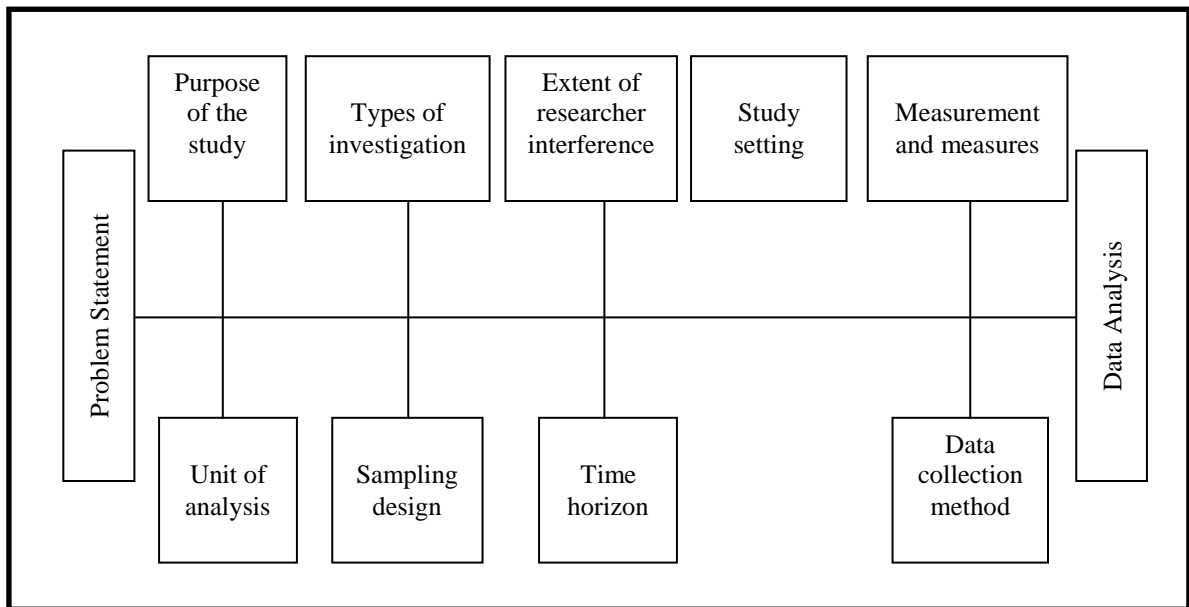 Purpose
of the
study
Types of
investigation
Extent of
researcher
interference
Study
setting
Measurement
and measures
Problem Statement
Data Analysis
Unit of
analysis
Sampling
design
Time
horizon
Data
collection
method